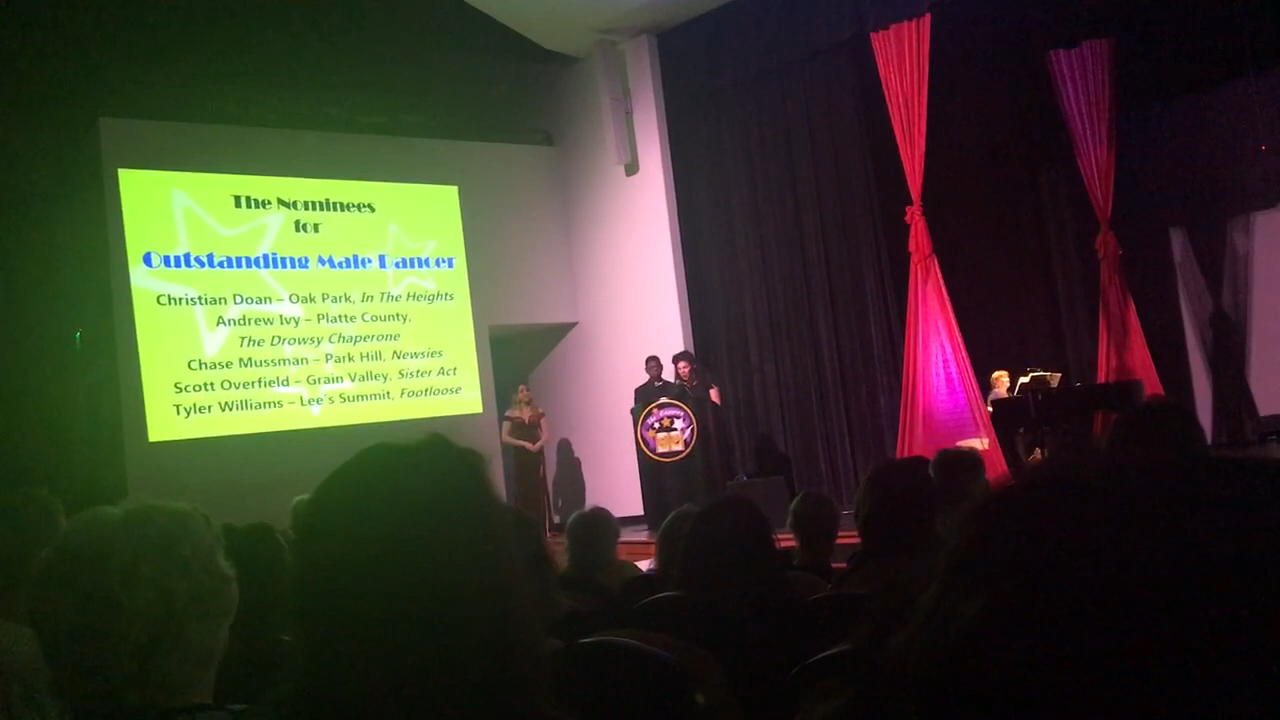 The Nominees
for
Outstanding Male Dancer
Christian Doan – Oak Park, In The Heights
Andrew Ivy – Platte County,
The Drowsy Chaperone
Chase Mussman – Park Hill, Newsies
Scott Overfield – Grain Valley, Sister Act
Tyler Williams – Lee's Summit, Footloose